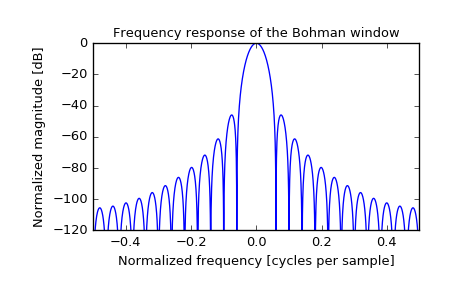 Frequency response of the Bohman window
Normalized magnitude [dB]
0
−20
−40
−60
−80
−100
−120
−0.4 −0.2 0.0 0.2 0.4
Normalized frequency [cycles per sample]